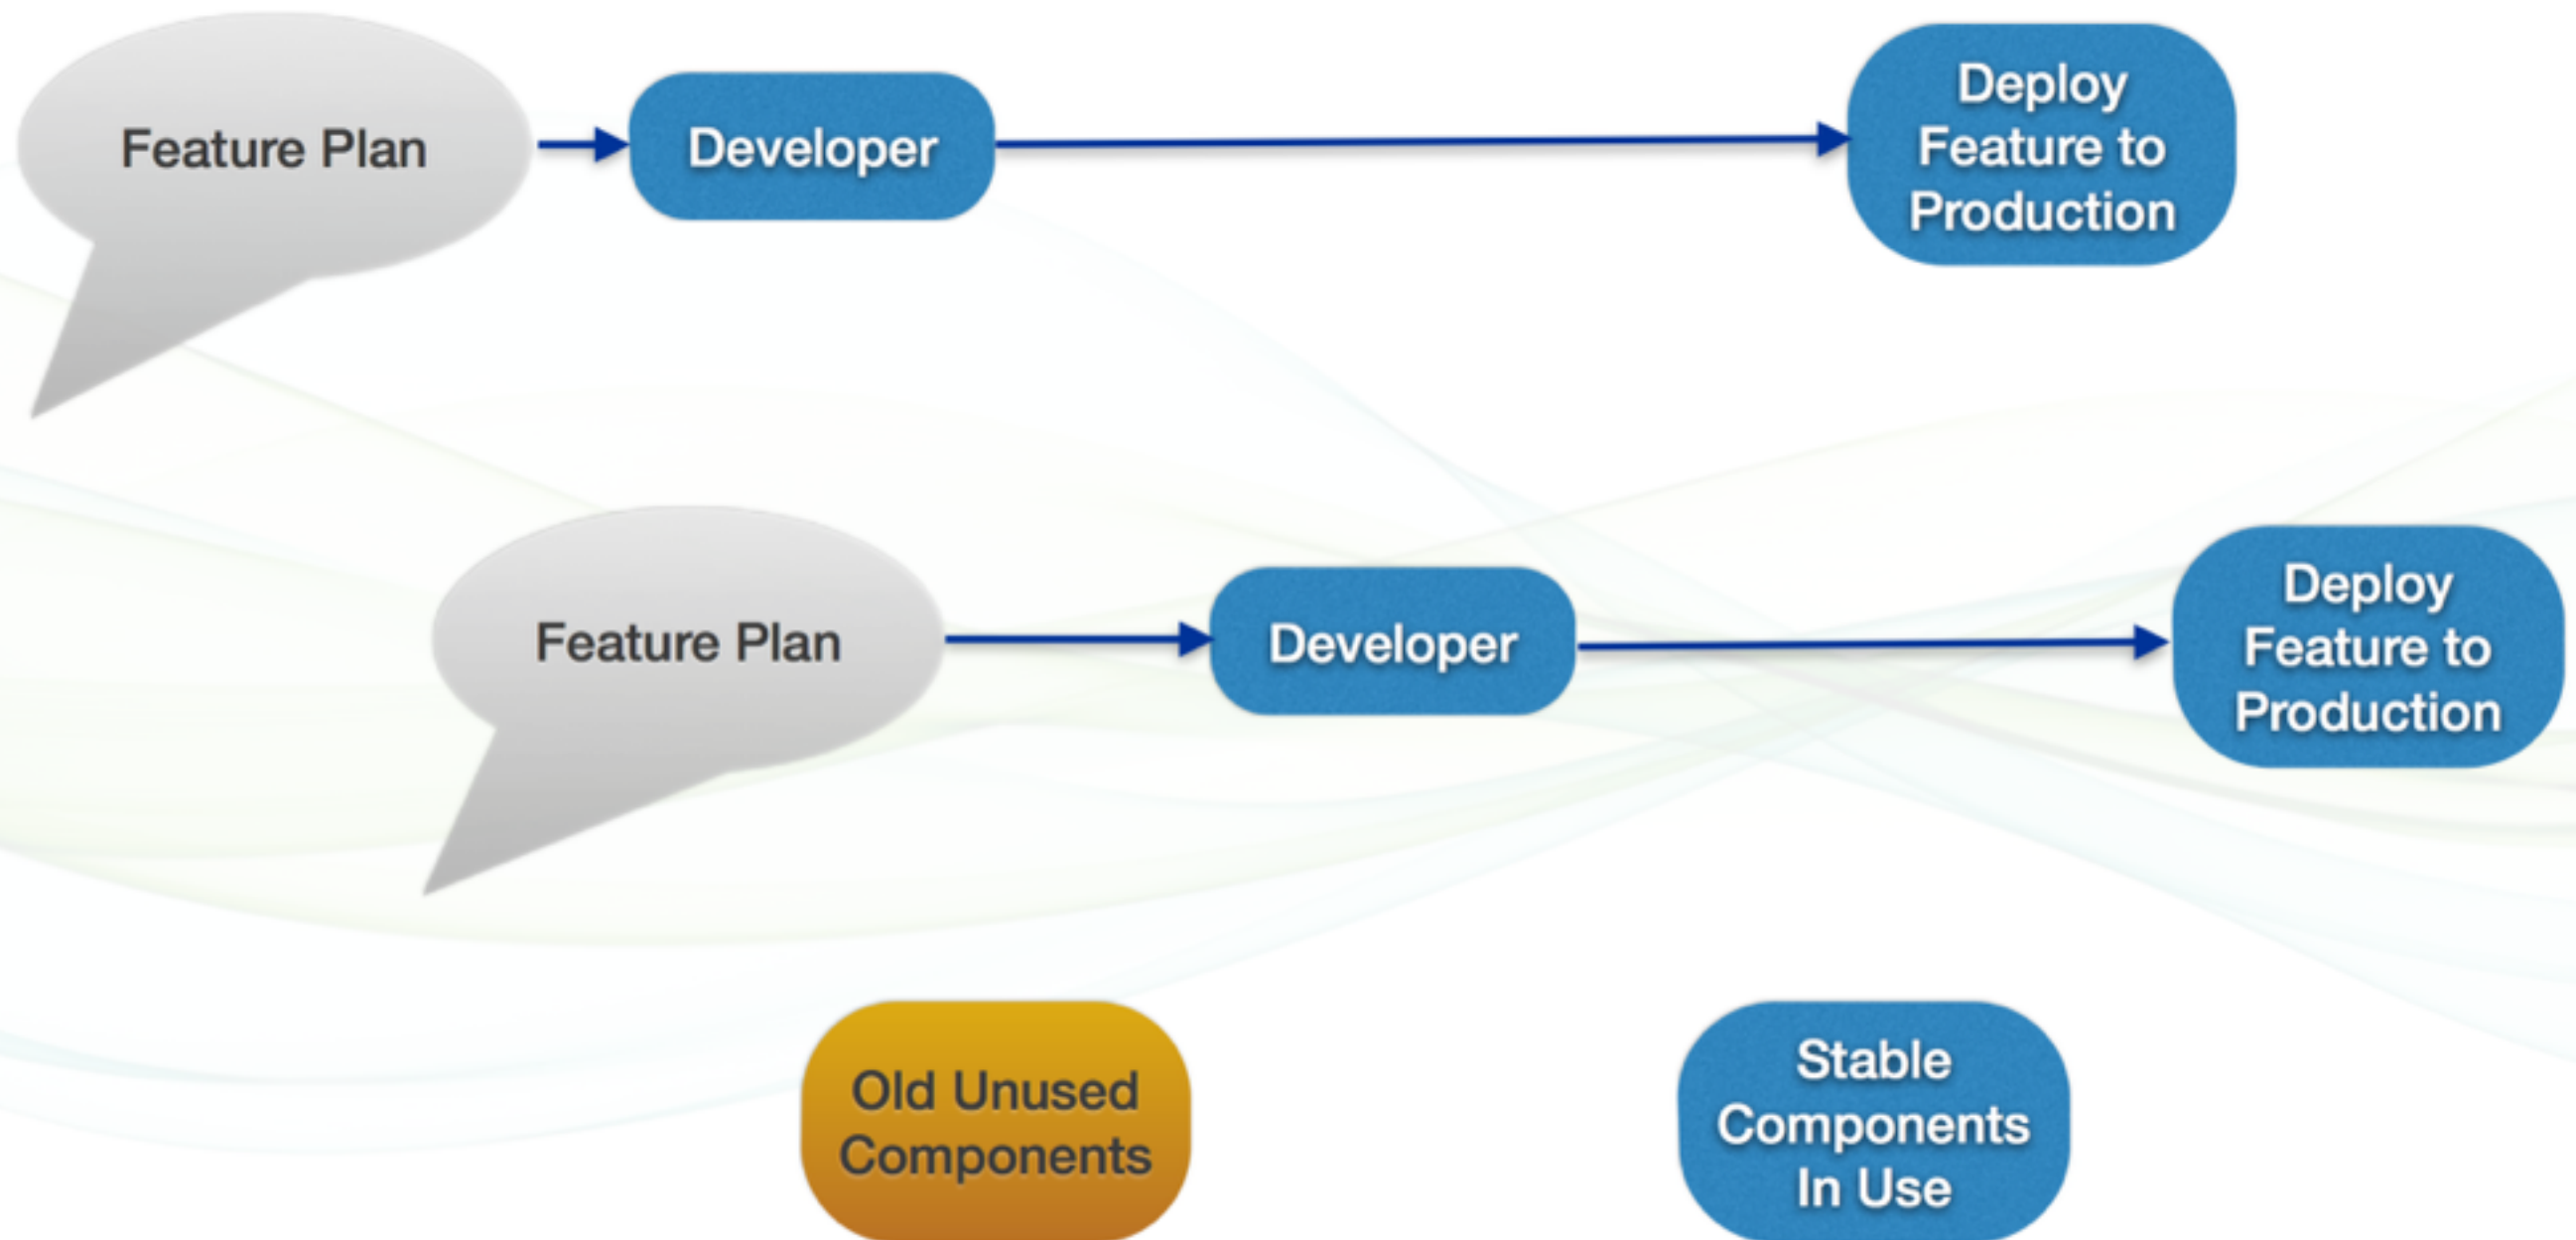 Feature Plan
Developer
Deploy
Feature to
Production
Feature Plan
Developer
Deploy
Feature to
Production
Old Unused
Components
Stable
Components
In Use